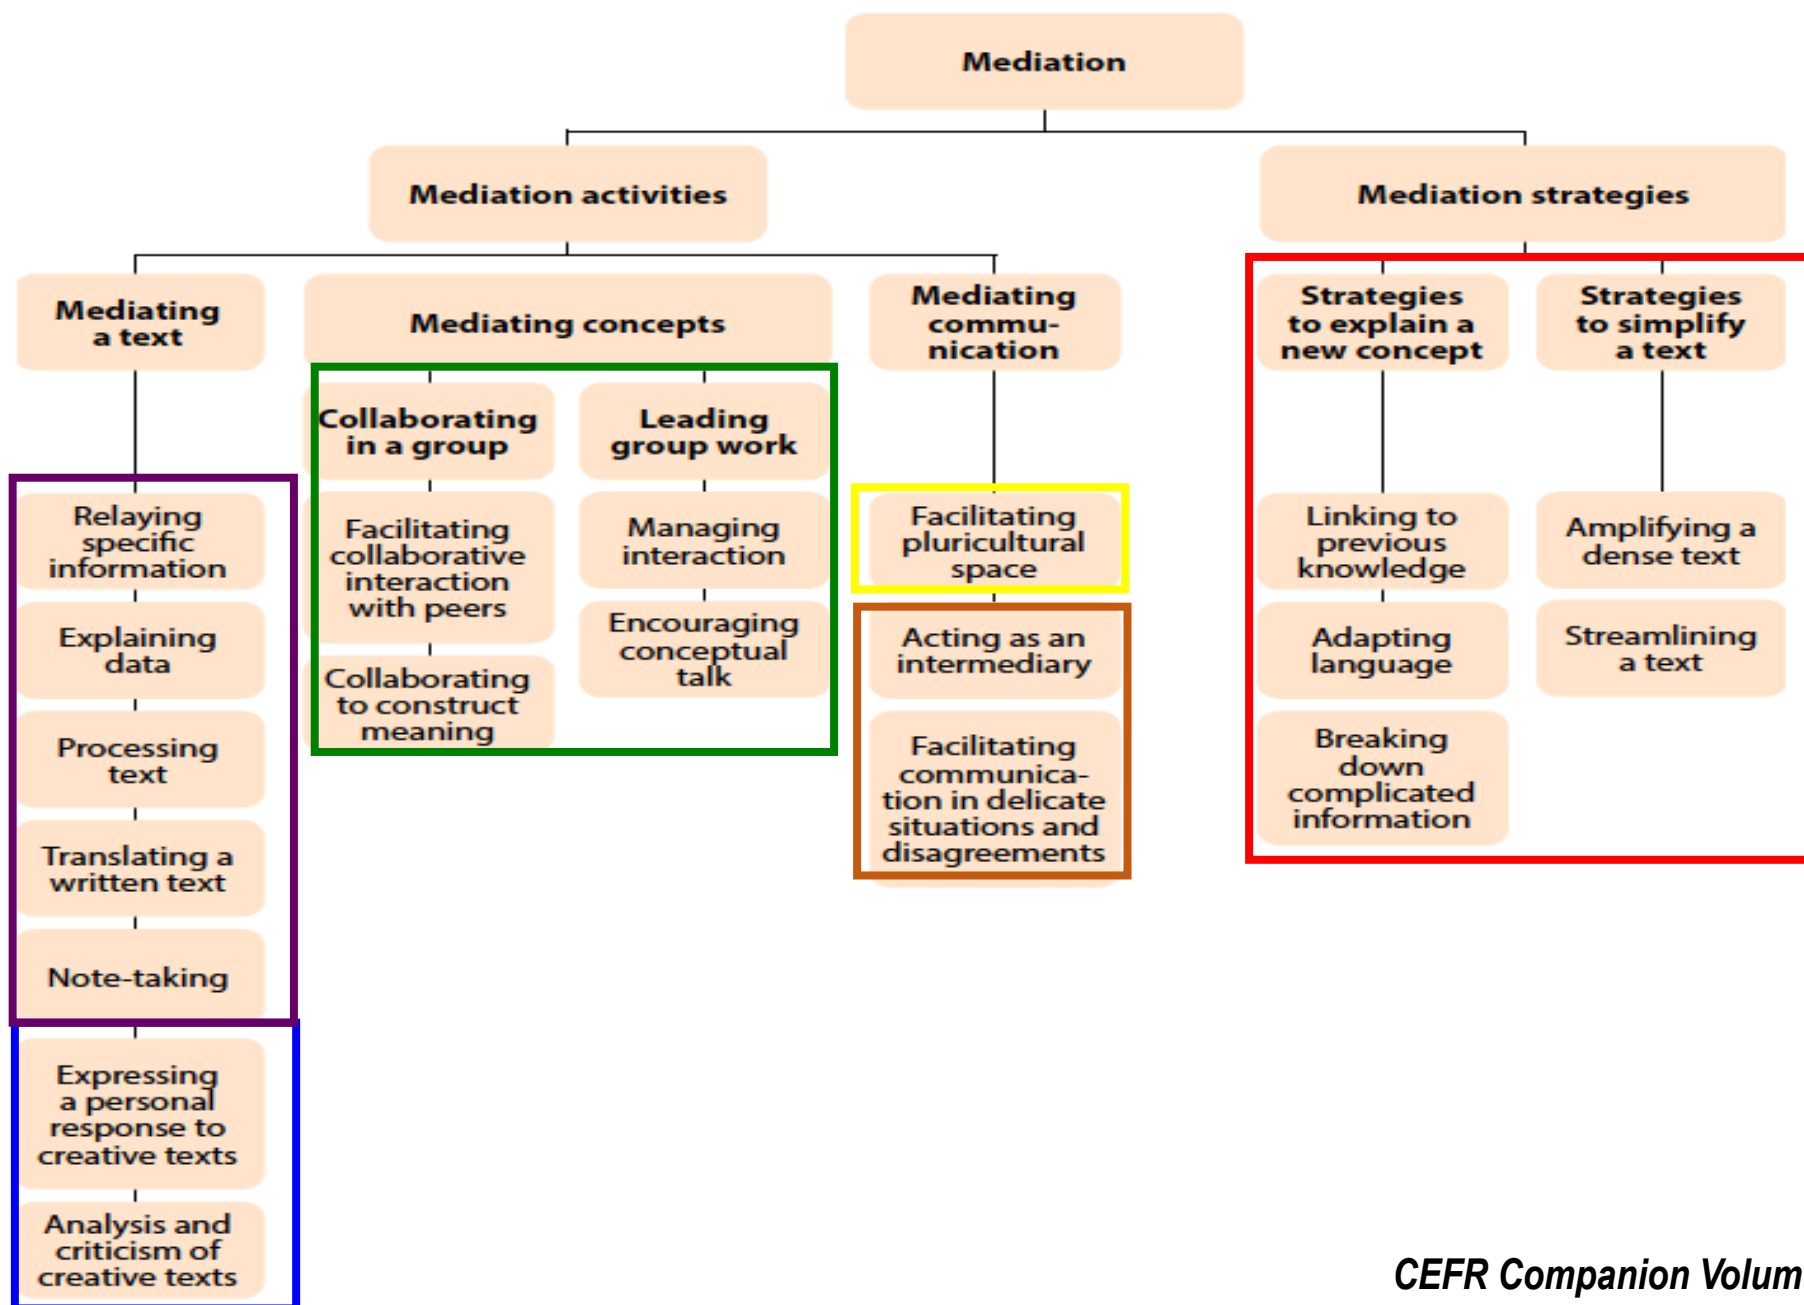 Mediation
Mediation activities
Mediation strategies
Mediating
a text
Mediating concepts
Mediating
commu-
nication
Strategies
to explain a
new concept
Strategies
to simplify
a text
Collaborating
in a group
Leading
group work
Relaying
specific
information
Explaining
data
Processing
text
Translating a
written text
Note-taking
Expressing
a personal
response to
creative texts
Analysis and
criticism of
creative texts
Facilitating
collaborative
interaction
with peers
Collaborating
to construct
meaning
Managing
interaction
Encouraging
conceptual
talk
Facilitating
pluricultural
space
Acting as an
intermediary
Facilitating
communica-
tion in delicate
situations and
disagreements
Linking to
previous
knowledge
Adapting
language
Breaking
down
complicated
information
Amplifying a
dense text
Streamlining
a text
CEFR Companion Volum